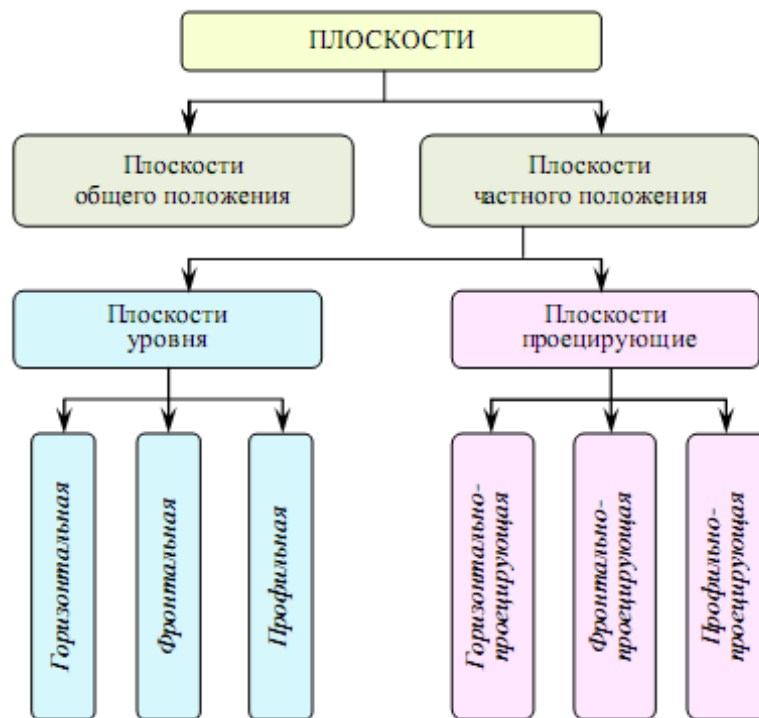 ПЛОСКОСТИ
Плоскости
общего положения
Плоскости
частного положения
Плоскости
уровня
Плоскости
проецирующие
Горизонтальная
Фронтальная
Профильная
Горизонтально-
проецирующая
Фронтально-
проецирующая
Профильно-
проецирующая